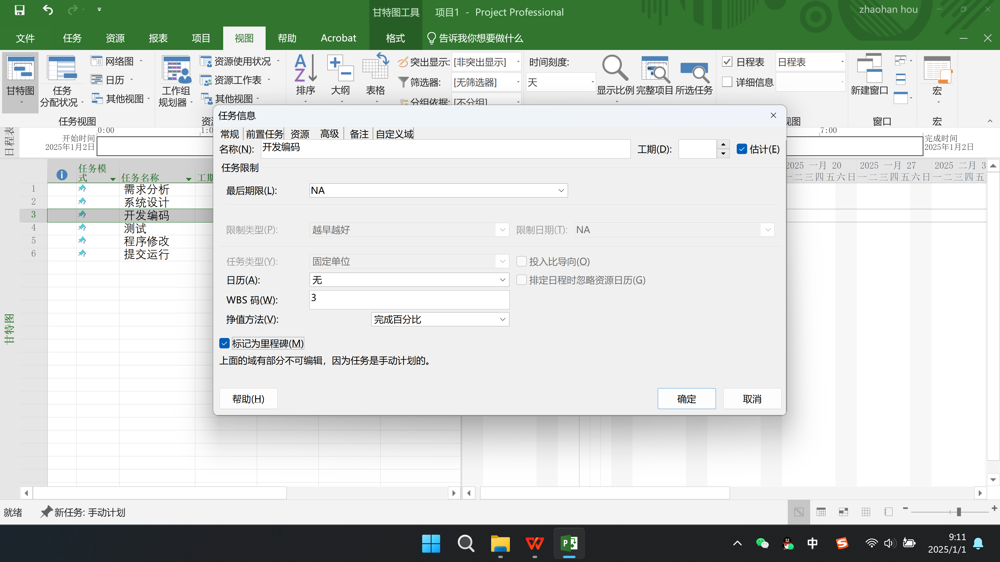 甘特图工具
项目1 - Project Professional
zhaohan hou
文件 任务 资源 报表 项目 视图 帮助 Acrobat 格式 告诉我你想要做什么
甘特图
任务
分配状况
网络图
日历
其他视图
任务视图
工作组
规划器
资源使用状况
资源工作表
其他视图
排序
大纲
表格
突出显示: [非突出显示]
筛选器: [无筛选器]
分组依据: [不分组]
时间刻度:
天
显示比例
完整项目
所选任务
日程表 日程表
详细信息
新建窗口
窗口
宏
宏
日程表
开始时间
2025年1月2日
0:00
7:00
完成时间
2025年1月2日
任务模
式
任务名称
工期
1 需求分析
2 系统设计
3 开发编码
4 测试
5 程序修改
6 提交运行
2025 一月 20 2025 一月 27 2025 二月 3
一 二 三 四 五 六 日 一 二 三 四 五 六 日 一 二 三 四 五
甘特图
任务信息
常规 前置任务 资源 高级 备注 自定义域
名称(N): 开发编码 工期(D): 估计(E)
任务限制
最后期限(L): NA
限制类型(P): 越早越好 限制日期(T): NA
任务类型(Y): 固定单位 投入比导向(O)
日历(A): 无 排定日程时忽略资源日历(G)
WBS 码(W): 3
挣值方法(V): 完成百分比
标记为里程碑(M)
上面的域有部分不可编辑，因为任务是手动计划的。
帮助(H) 确定 取消
就绪 新任务: 手动计划
中
9:11
2025/1/1